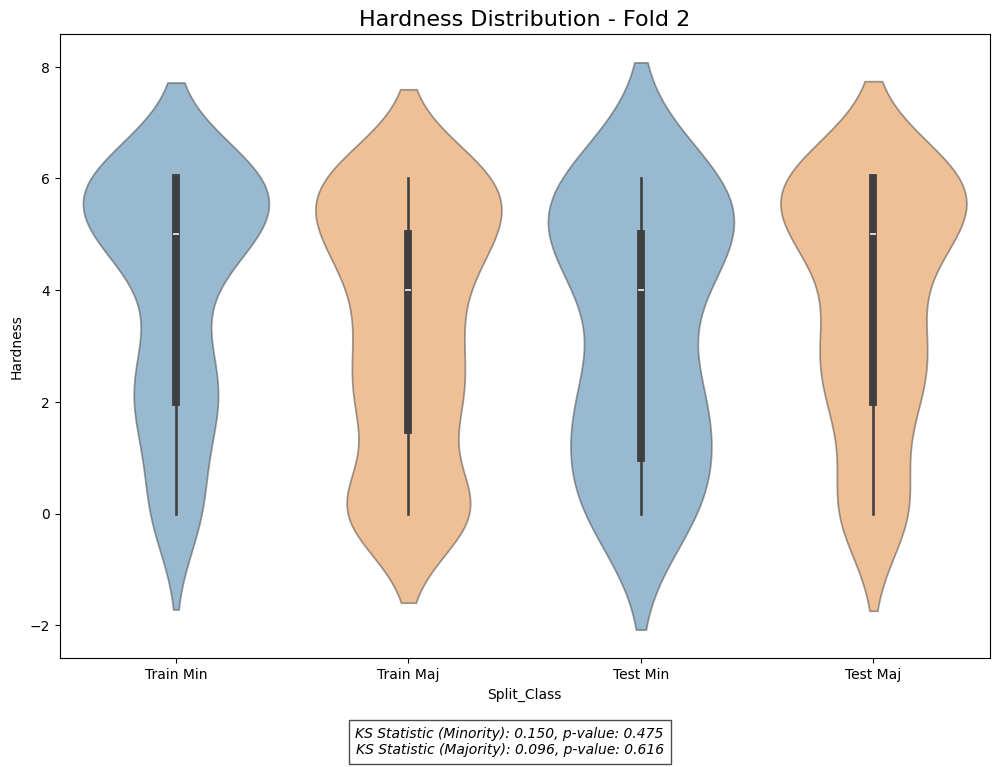 Hardness Distribution - Fold 2
8
6
4
2
0
−2
Hardness
Train Min
Train Maj
Test Min
Test Maj
Split_Class
KS Statistic (Minority): 0.150, p-value: 0.475
KS Statistic (Majority): 0.096, p-value: 0.616